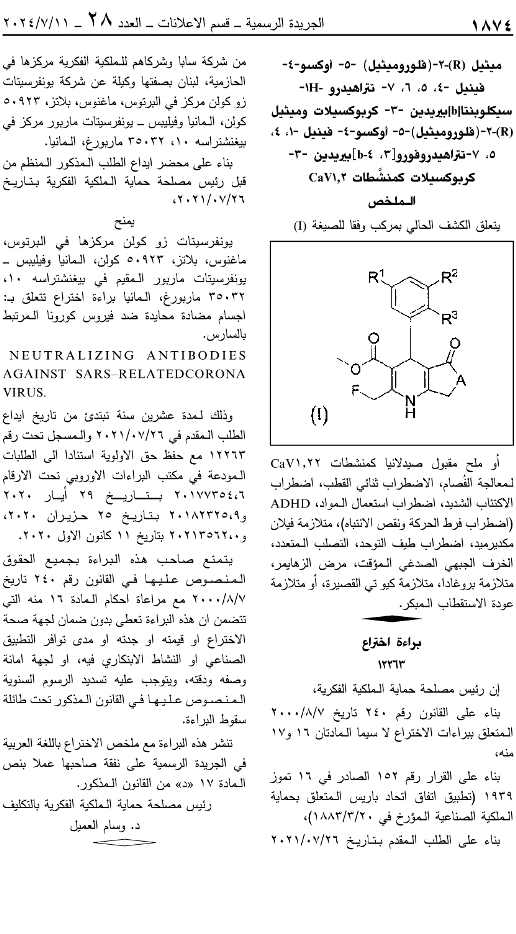 ١٨٧٤
الجريدة الرسمية ـ قسم الاعلانات ـ العدد ٢٨ ـ ٢٠٢٤/٧/١١
ميثيل (R)-٢-(فلوروميثيل) -٥- أوكسو-٤-
فينيل -٤، ٥، ٦، ٧- تتراهيدرو -١H-
سيكلوبنتا[b]بيريدين -٣- كربوكسيلات وميثيل
(R)-٢-(فلوروميثيل)-٥- أوكسو-٤- فينيل -١، ٤،
٥، ٧-تتراهيدروفورو[٣، ٤-b]بيريدين -٣-
كربوكسيلات كمنشّطات CaV١,٢
الملخص
يتعلق الكشف الحالي بمركب وفقا للصيغة (I)
R¹
R²
R³
O
O
O
F
N
H
A
(I)
أو ملح مقبول صيدلانيا كمنشطات CaV١,٢٢
لمعالجة الفُصام، الاضطراب ثنائي القطب، اضطراب
الاكتئاب الشديد، اضطراب استعمال المواد، ADHD
(اضطراب فرط الحركة ونقص الانتباه)، متلازمة فيلان
مكديرميد، اضطراب طيف التوحد، التصلب المتعدد،
الخرف الجبهي الصدغي المؤقت، مرض الزهايمر،
متلازمة بروغادا، متلازمة كيو تي القصيرة، أو متلازمة
عودة الاستقطاب المبكر.
براءة اختراع
١٢٢٦٣
إن رئيس مصلحة حماية الملكية الفكرية،
بناء على القانون رقم ٢٤٠ تاريخ ٢٠٠٠/٨/٧
المتعلق ببراءات الاختراع لا سيما المادتان ١٦ و١٧
منه،
بناء على القرار رقم ١٥٢ الصادر في ١٦ تموز
١٩٣٩ (تطبيق اتفاق اتحاد باريس المتعلق بحماية
الملكية الصناعية المؤرخ في ١٨٨٣/٣/٢٠)،
بناء على الطلب المقدم بتاريخ ٢٠٢١/٠٧/٢٦
من شركة سابا وشركاهم للملكية الفكرية مركزها في
الحازمية، لبنان بصفتها وكيلة عن شركة يونفرسيتات
زو كولن مركز في البرتوس، ماغنوس، بلاتز، ٥٠٩٢٣
كولن، المانيا وفيليبس ـ يونفرسيتات ماربور مركز في
بيغنشتراسه ١٠، ٣٥٠٣٢ ماربورغ، المانيا.
بناء على محضر ايداع الطلب المذكور المنظم من
قبل رئيس مصلحة حماية الملكية الفكرية بتاريخ
٢٠٢١/٠٧/٢٦،
يمنح
يونفرسيتات زو كولن مركزها في البرتوس،
ماغنوس، بلاتز، ٥٠٩٢٣ كولن، المانيا وفيليبس ـ
يونفرسيتات ماربور المقيم في بيغنشتراسه ١٠،
٣٥٠٣٢ ماربورغ، المانيا براءة اختراع تتعلق بـ:
اجسام مضادة محايدة ضد فيروس كورونا المرتبط
بالسارس.
NEUTRALIZING ANTIBODIES
AGAINST SARS–RELATEDCORONA
VIRUS.
وذلك لمدة عشرين سنة تبتدئ من تاريخ ايداع
الطلب المقدم في ٢٠٢١/٠٧/٢٦ والمسجل تحت رقم
١٢٢٦٣ مع حفظ حق الاولوية استنادا الى الطلبات
المودعة في مكتب البراءات الاوروبي تحت الارقام
٢٠١٧٧٣٥٤,٦ بتاريخ ٢٩ أيار ٢٠٢٠
و٢٠١٨٢٣٢٥,٩ بتاريخ ٢٥ حزيران ٢٠٢٠،
و٢٠٢١٣٥٦٢,٠ بتاريخ ١١ كانون الاول ٢٠٢٠.
يتمتع صاحب هذه البراءة بجميع الحقوق
المنصوص عليها في القانون رقم ٢٤٠ تاريخ
٢٠٠٠/٨/٧ مع مراعاة احكام المادة ١٦ منه التي
تتضمن ان هذه البراءة تعطى بدون ضمان لجهة صحة
الاختراع او قيمته او جدته او مدى توافر التطبيق
الصناعي او النشاط الابتكاري فيه، او لجهة امانة
وصفه ودقته، ويتوجب عليه تسديد الرسوم السنوية
المنصوص عليها في القانون المذكور تحت طائلة
سقوط البراءة.
تنشر هذه البراءة مع ملخص الاختراع باللغة العربية
في الجريدة الرسمية على نفقة صاحبها عملا بنص
المادة ١٧ «د» من القانون المذكور.
رئيس مصلحة حماية الملكية الفكرية بالتكليف
د. وسام العميل